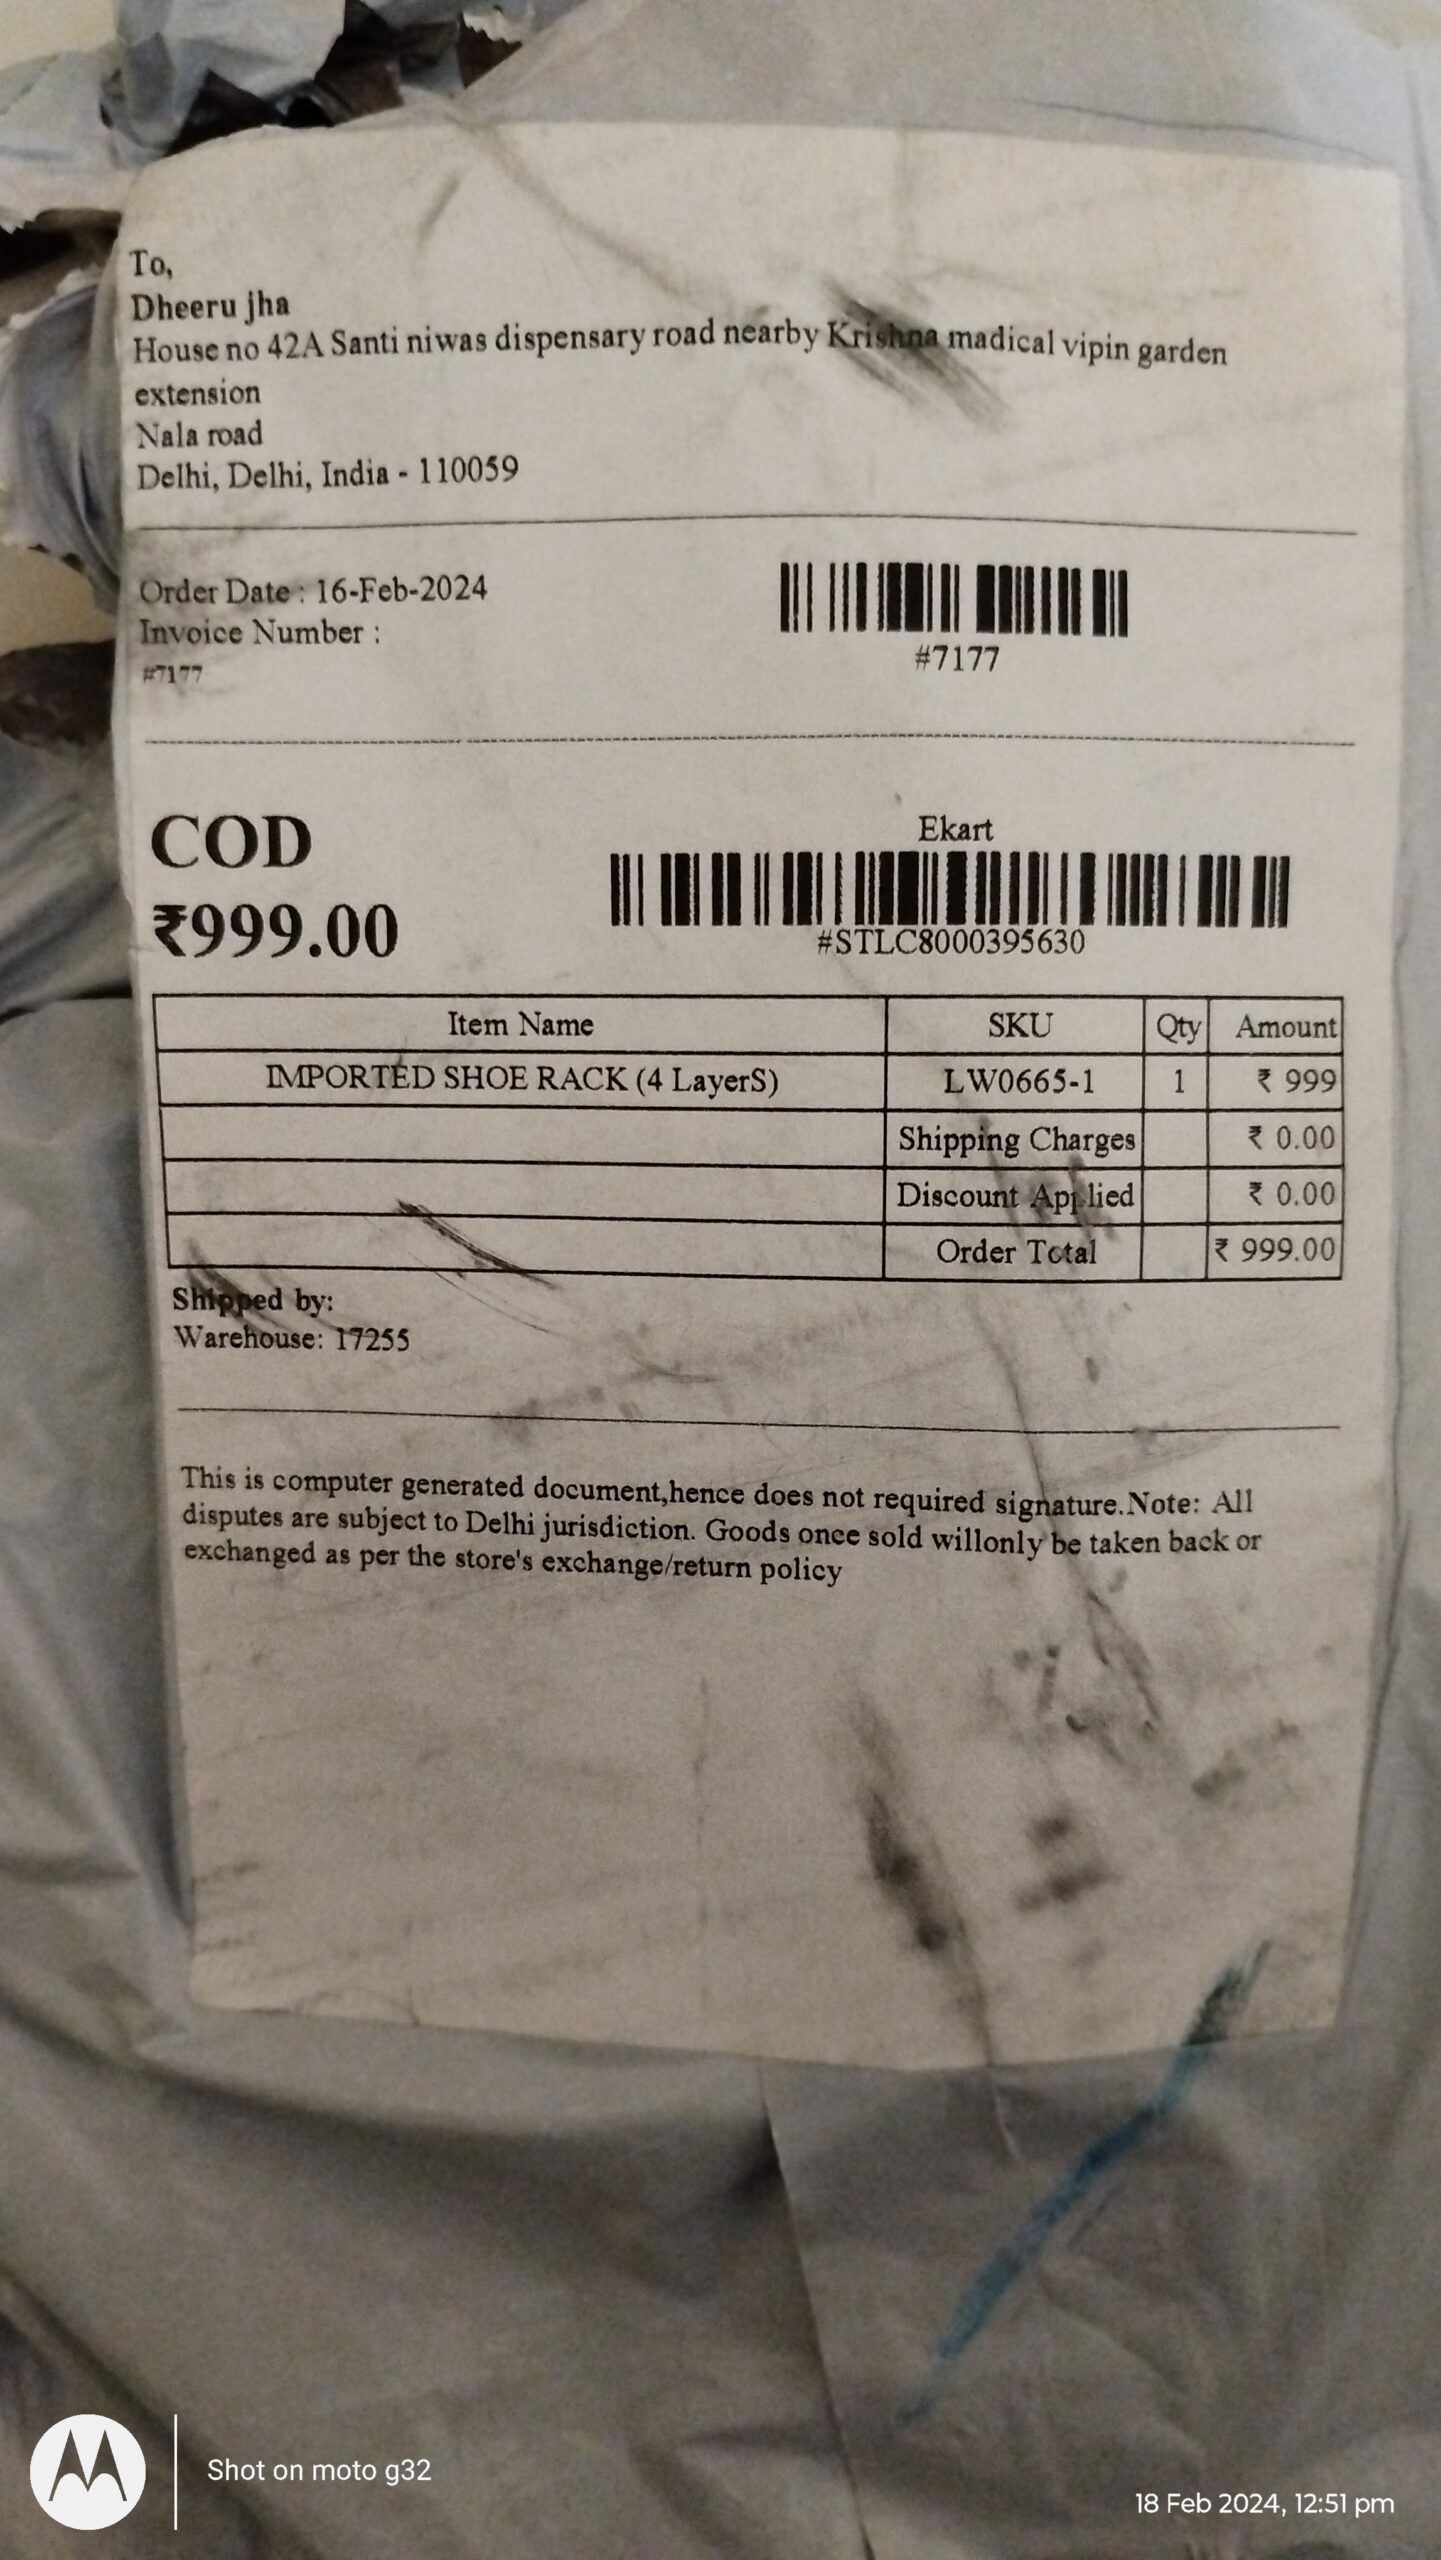 To,
Dheeru jha
House no 42A Santi niwas dispensary road nearby Krishna madical vipin garden
extension
Nala road
Delhi, Delhi, India - 110059
Order Date : 16-Feb-2024
Invoice Number :
#7177
#7177
COD
₹999.00
Ekart
#STLC8000395630
Item Name SKU Qty Amount
IMPORTED SHOE RACK (4 LayerS) LW0665-1 1 ₹ 999
Shipping Charges ₹ 0.00
Discount Applied ₹ 0.00
Order Total ₹ 999.00
Shipped by:
Warehouse: 17255
This is computer generated document,hence does not required signature.Note: All
disputes are subject to Delhi jurisdiction. Goods once sold willonly be taken back or
exchanged as per the store's exchange/return policy
Shot on moto g32
18 Feb 2024, 12:51 pm